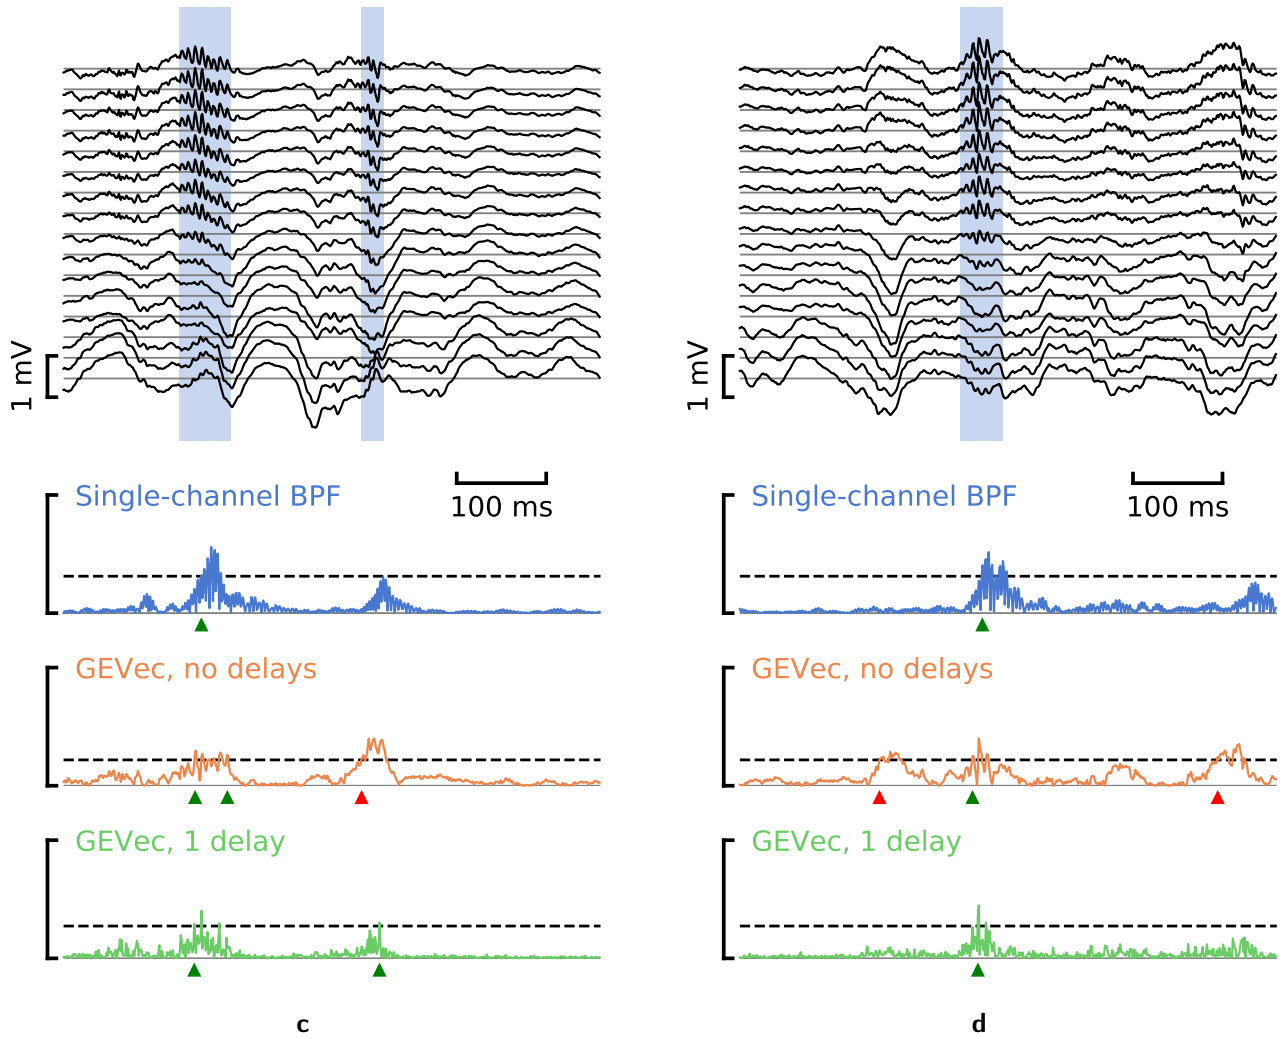 1 mV
100 ms
Single-channel BPF
GEVec, no delays
GEVec, 1 delay
c
1 mV
100 ms
Single-channel BPF
GEVec, no delays
GEVec, 1 delay
d